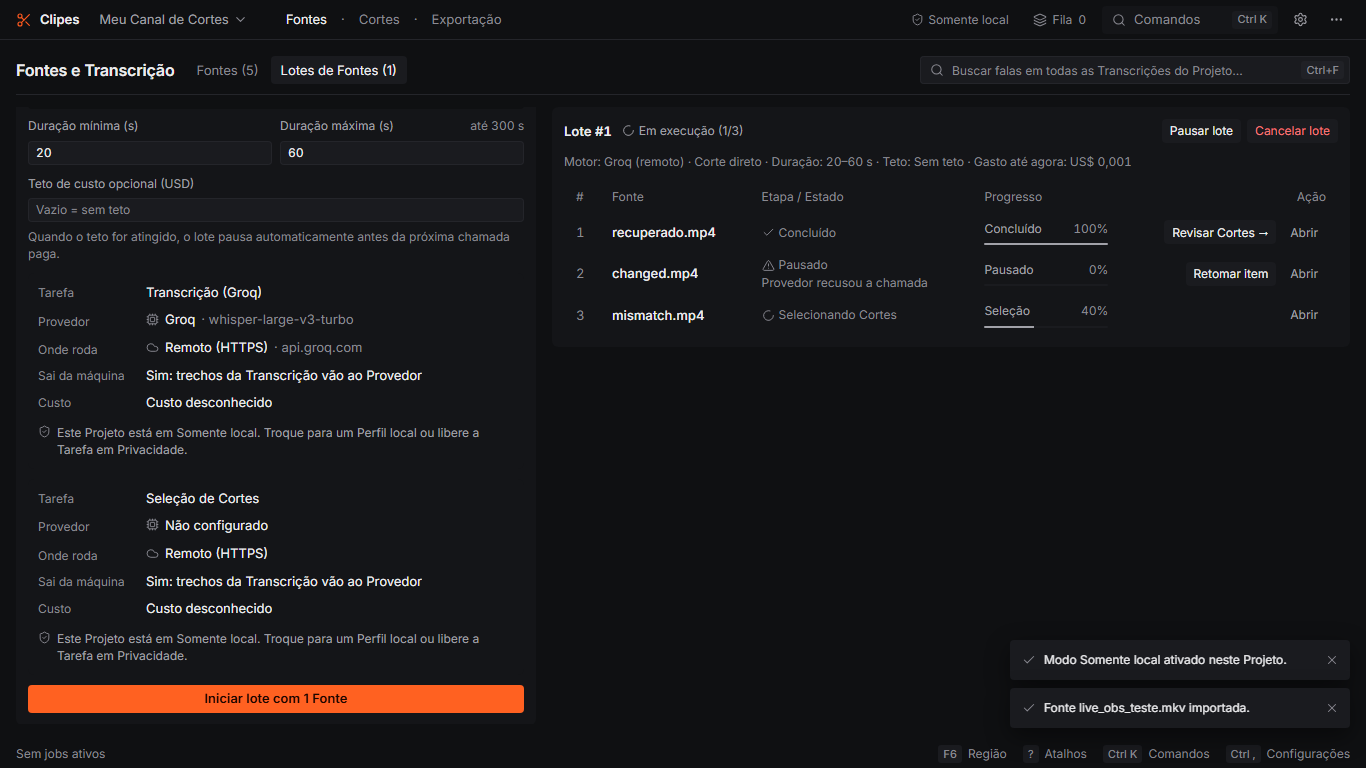 Clipes Meu Canal de Cortes Fontes · Cortes · Exportação Somente local Fila 0 Comandos Ctrl K
Fontes e Transcrição Fontes (5) Lotes de Fontes (1) Buscar falas em todas as Transcrições do Projeto... Ctrl+F
Duração mínima (s) Duração máxima (s) até 300 s
20 60
Teto de custo opcional (USD)
Vazio = sem teto
Quando o teto for atingido, o lote pausa automaticamente antes da próxima chamada
paga.
Tarefa Transcrição (Groq)
Provedor Groq · whisper-large-v3-turbo
Onde roda Remoto (HTTPS) · api.groq.com
Sai da máquina Sim: trechos da Transcrição vão ao Provedor
Custo Custo desconhecido
Este Projeto está em Somente local. Troque para um Perfil local ou libere a
Tarefa em Privacidade.
Tarefa Seleção de Cortes
Provedor Não configurado
Onde roda Remoto (HTTPS)
Sai da máquina Sim: trechos da Transcrição vão ao Provedor
Custo Custo desconhecido
Este Projeto está em Somente local. Troque para um Perfil local ou libere a
Tarefa em Privacidade.
Iniciar lote com 1 Fonte
Lote #1 Em execução (1/3) Pausar lote Cancelar lote
Motor: Groq (remoto) · Corte direto · Duração: 20–60 s · Teto: Sem teto · Gasto até agora: US$ 0,001
# Fonte Etapa / Estado Progresso Ação
1 recuperado.mp4 Concluído Concluído 100% Revisar Cortes → Abrir
2 changed.mp4 Pausado Pausado 0% Retomar item Abrir
Provedor recusou a chamada
3 mismatch.mp4 Selecionando Cortes Seleção 40% Abrir
Modo Somente local ativado neste Projeto.
Fonte live_obs_teste.mkv importada.
Sem jobs ativos F6 Região ? Atalhos Ctrl K Comandos Ctrl , Configurações